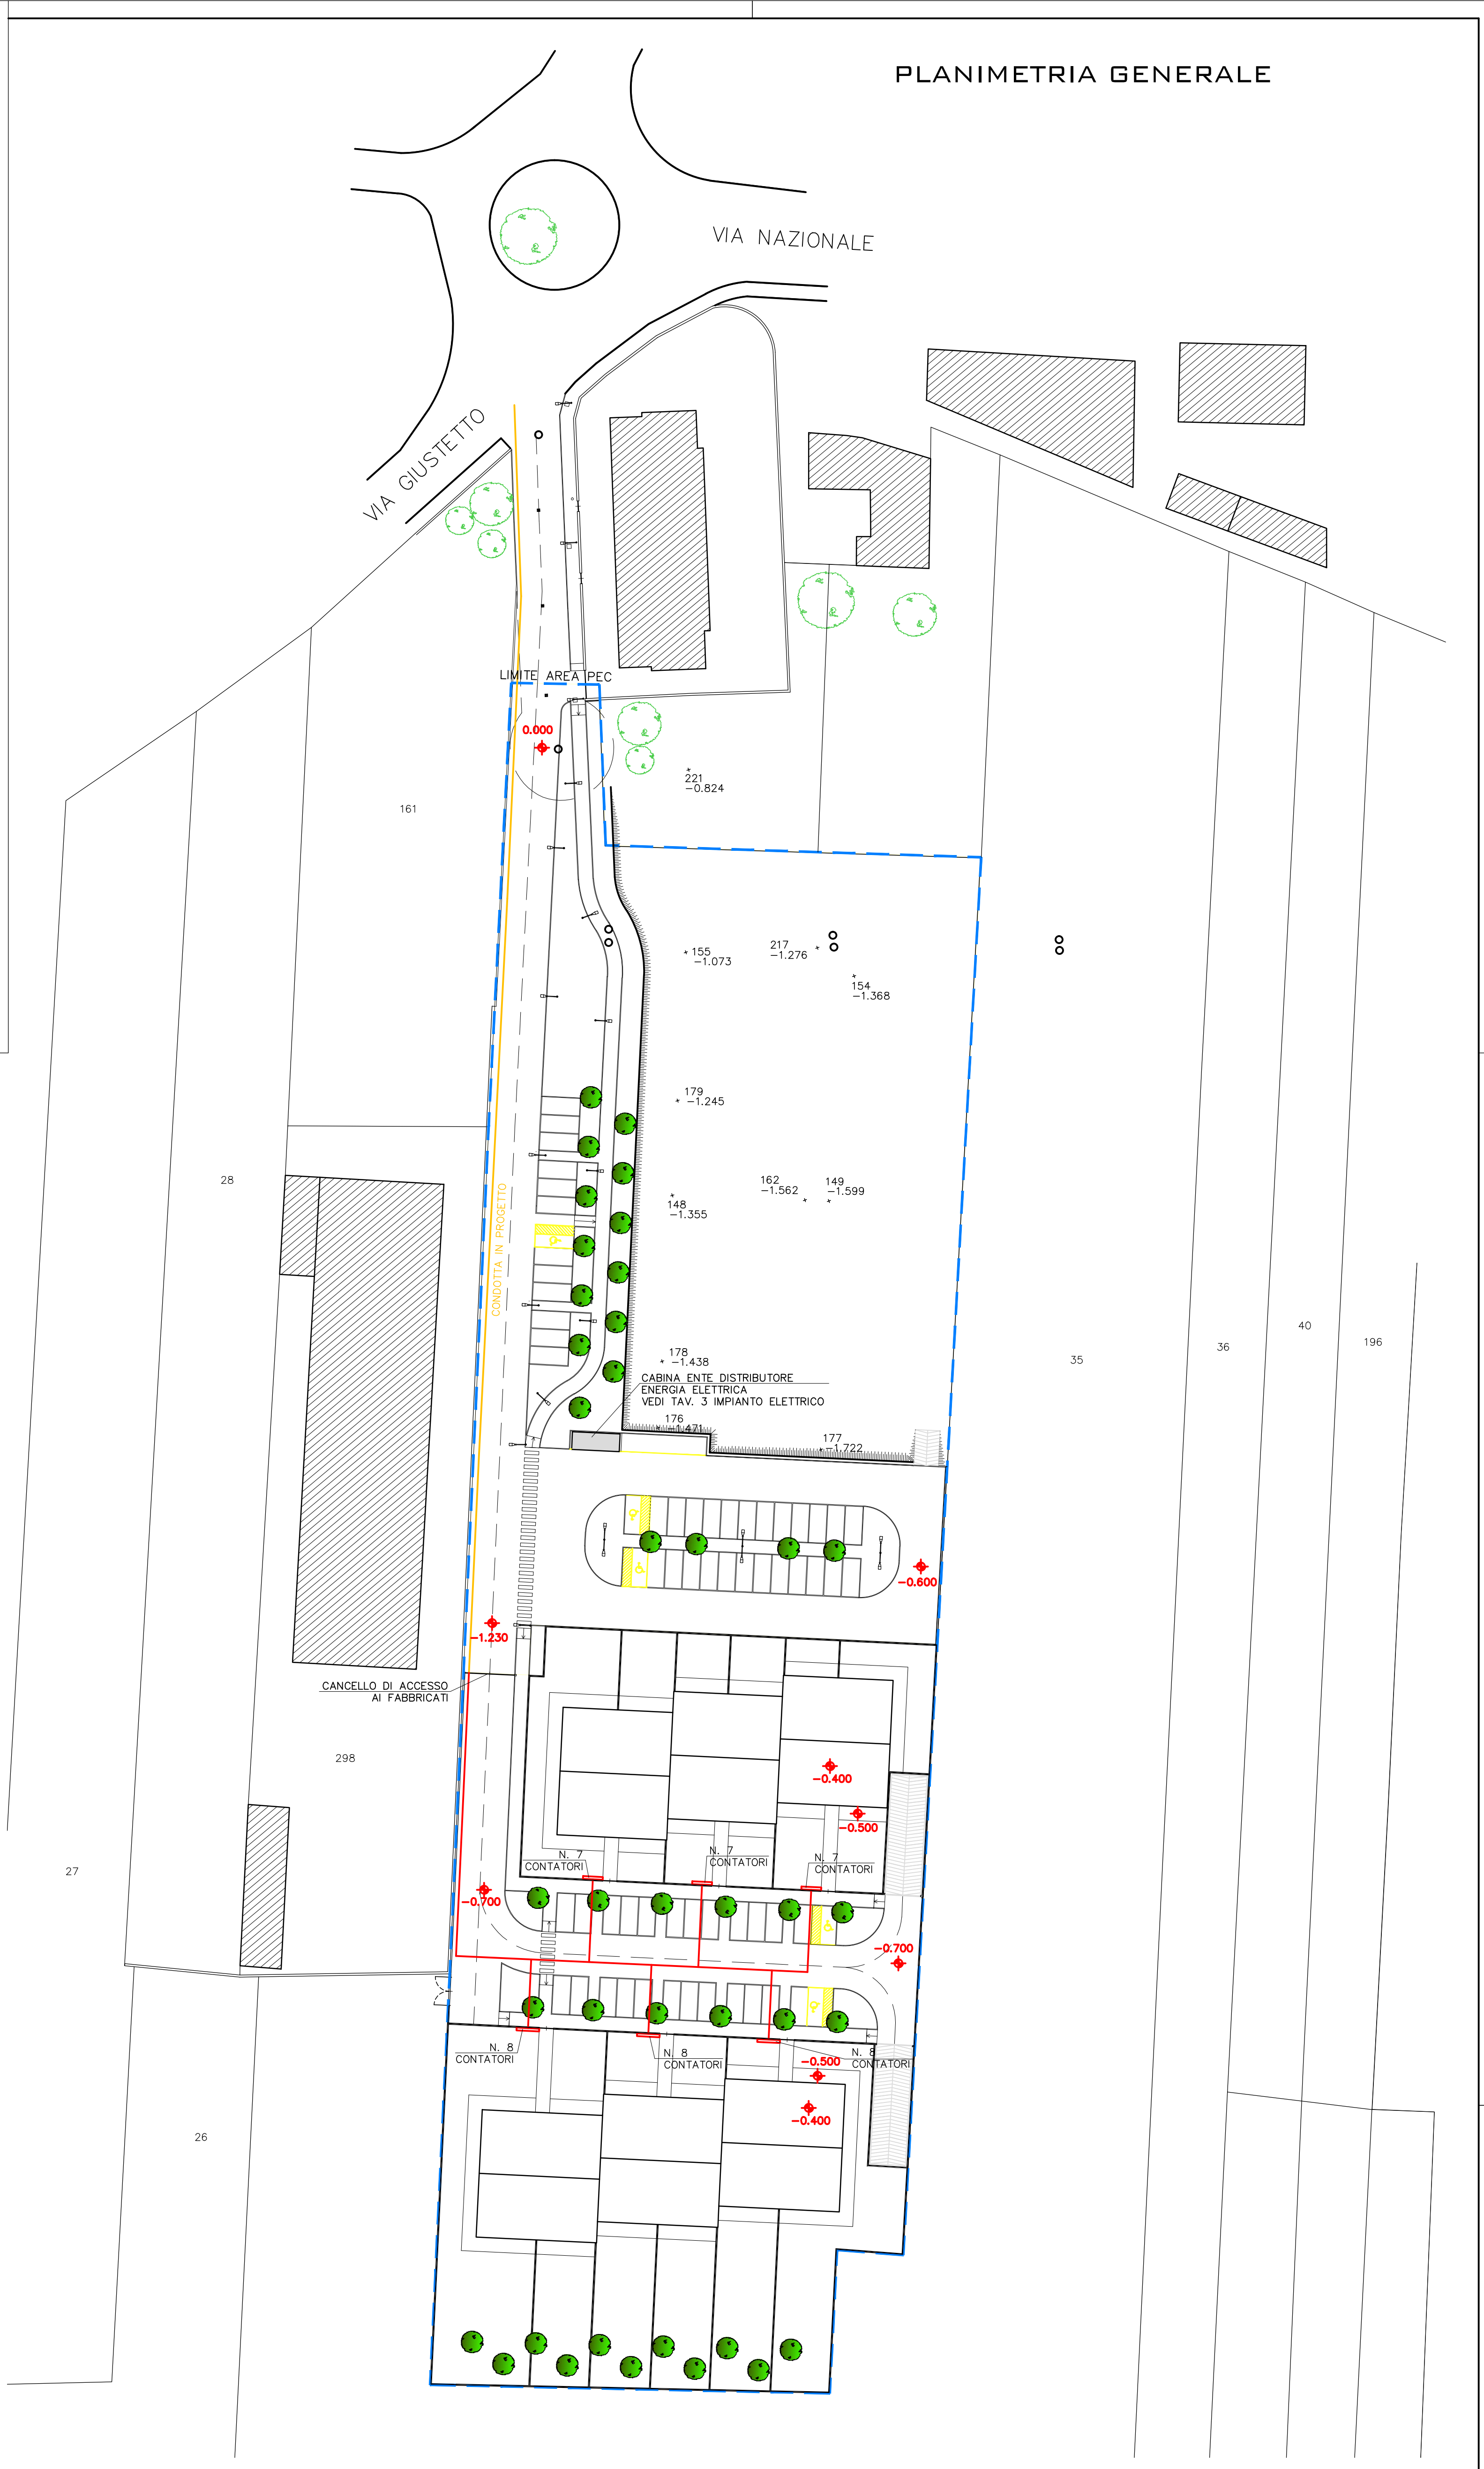 PLANIMETRIA GENERALE
VIA NAZIONALE
VIA GIUSTETTO
LIMITE AREA PEC
0.000
221
-0.824
161
155
-1.073
217
-1.276
154
-1.368
179
-1.245
28
162
-1.562
149
-1.599
148
-1.355
CONDOTTA IN PROGETTO
40
36
196
35
178
-1.438
CABINA ENTE DISTRIBUTORE
ENERGIA ELETTRICA
VEDI TAV. 3 IMPIANTO ELETTRICO
176
-1.471
177
-1.722
-0.600
-1.230
CANCELLO DI ACCESSO
AI FABBRICATI
298
-0.400
-0.500
N. 7
CONTATORI
N. 7
CONTATORI
N. 7
CONTATORI
27
-0.700
-0.700
N. 8
CONTATORI
N. 8
CONTATORI
N. 8
CONTATORI
-0.500
-0.400
26